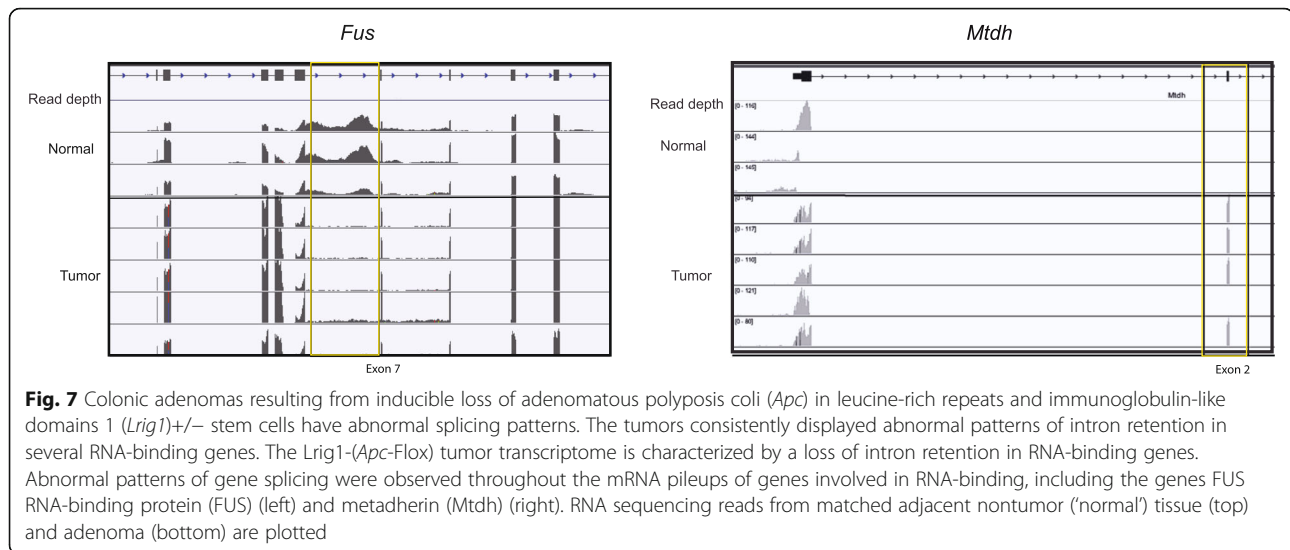 Fus
Mtdh
Read depth
Normal
Tumor
Exon 7
Read depth
Normal
Tumor
Mtdh
[0 - 116]
[0 - 144]
[0 - 145]
[0 - 94]
[0 - 117]
[0 - 110]
[0 - 121]
[0 - 80]
Exon 2
Fig. 7 Colonic adenomas resulting from inducible loss of adenomatous polyposis coli (Apc) in leucine-rich repeats and immunoglobulin-like
domains 1 (Lrig1)+/− stem cells have abnormal splicing patterns. The tumors consistently displayed abnormal patterns of intron retention in
several RNA-binding genes. The Lrig1-(Apc-Flox) tumor transcriptome is characterized by a loss of intron retention in RNA-binding genes.
Abnormal patterns of gene splicing were observed throughout the mRNA pileups of genes involved in RNA-binding, including the genes FUS
RNA-binding protein (FUS) (left) and metadherin (Mtdh) (right). RNA sequencing reads from matched adjacent nontumor (‘normal’) tissue (top)
and adenoma (bottom) are plotted